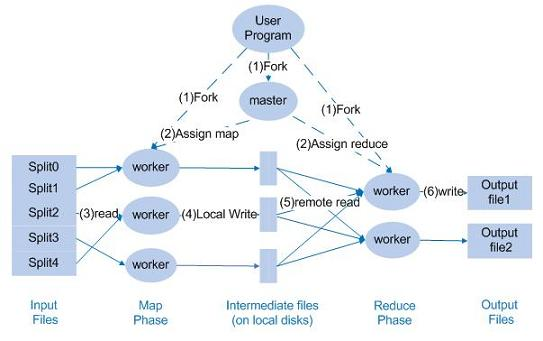 User
Program
(1)Fork
(1)Fork
(1)Fork
master
(2)Assign map
(2)Assign reduce
Split0
Split1
Split2
Split3
Split4
worker
worker
worker
(3)read
(4)Local Write
(5)remote read
worker
worker
(6)write
Output
file1
Output
file2
Input
Files
Map
Phase
Intermediate files
(on local disks)
Reduce
Phase
Output
Files